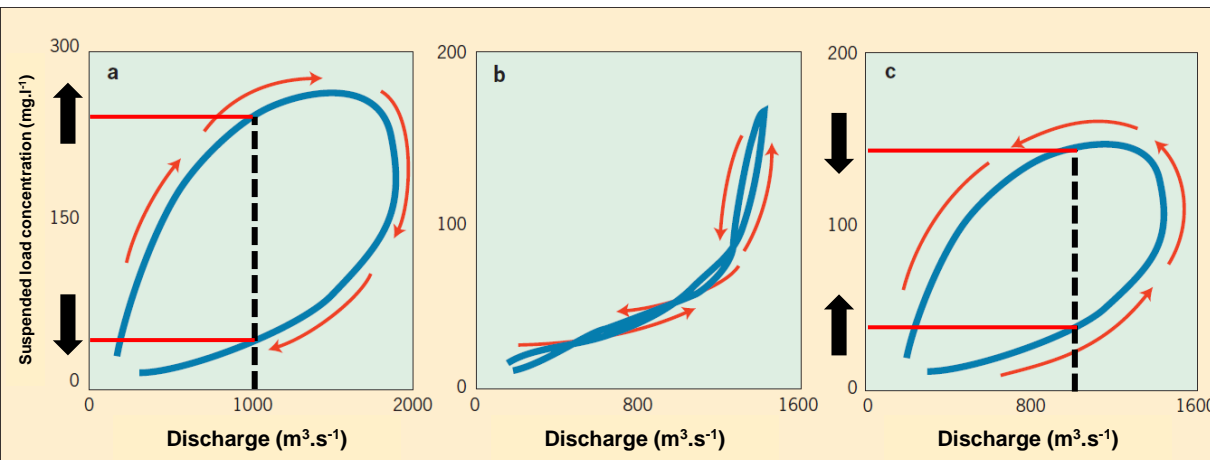 Suspended load concentration (mg.l⁻¹)
300
150
0
a
0 1000 2000
Discharge (m³.s⁻¹)
200
100
0
b
0 800 1600
Discharge (m³.s⁻¹)
200
100
0
c
0 800 1600
Discharge (m³.s⁻¹)